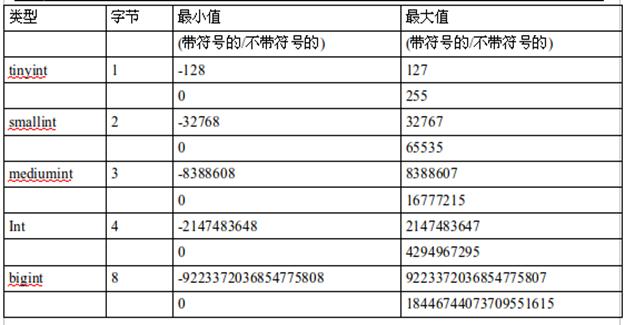 类型 字节 最小值 最大值
(带符号的/不带符号的) (带符号的/不带符号的)
tinyint 1 -128 127
0 255
smallint 2 -32768 32767
0 65535
mediumint 3 -8388608 8388607
0 16777215
Int 4 -2147483648 2147483647
0 4294967295
bigint 8 -9223372036854775808 9223372036854775807
0 18446744073709551615